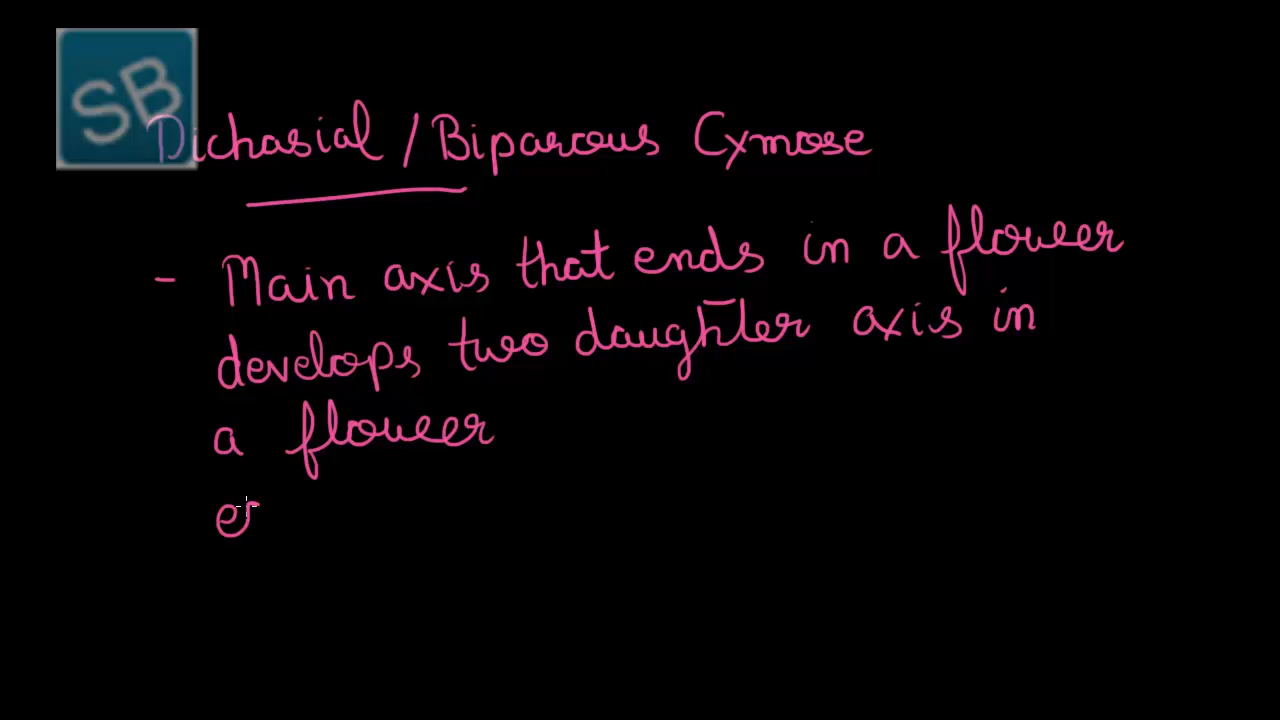 SB
Dichasial / Biparous Cymose
- Main axis that ends in a flower
develops two daughter axis in
a flower
e